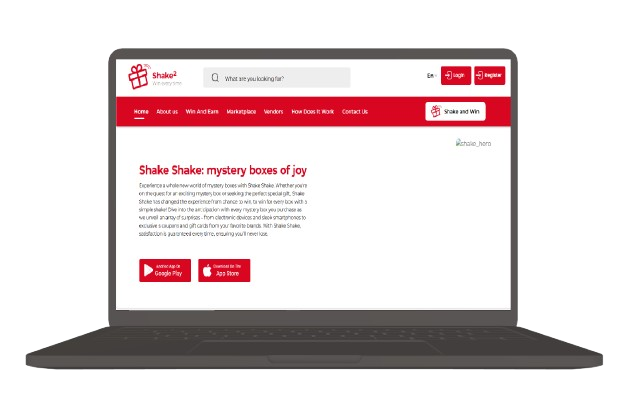 Shake²
Win every time
What are you looking for?
En
Login
Register
Home About us Win And Earn Marketplace Vendors How Does It Work Contact Us
Shake and Win
shake_hero
Shake Shake: mystery boxes of joy
Experience a whole new world of mystery boxes with Shake Shake. Whether you're
on the quest for an exciting mystery box or seeking the perfect special gift, Shake
Shake has changed the experience from chance to win, to win for every box with a
simple shake! Dive into the anticipation with every mystery box you purchase as
we unveil an array of surprises - from electronic devices and sleek smartphones to
exclusive coupons and gift cards from your favorite brands. With Shake Shake,
satisfaction is guaranteed every time, ensuring you'll never lose.
Android App On
Google Play
Download On The
App Store